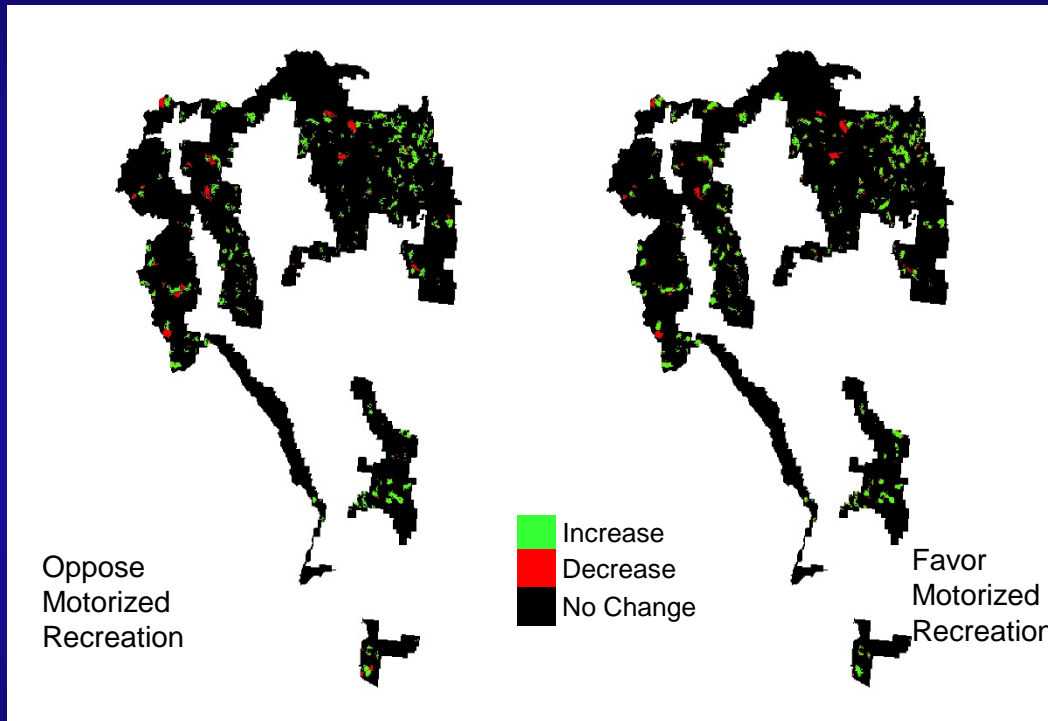 Oppose
Motorized
Recreation
Increase
Decrease
No Change
Favor
Motorized
Recreation